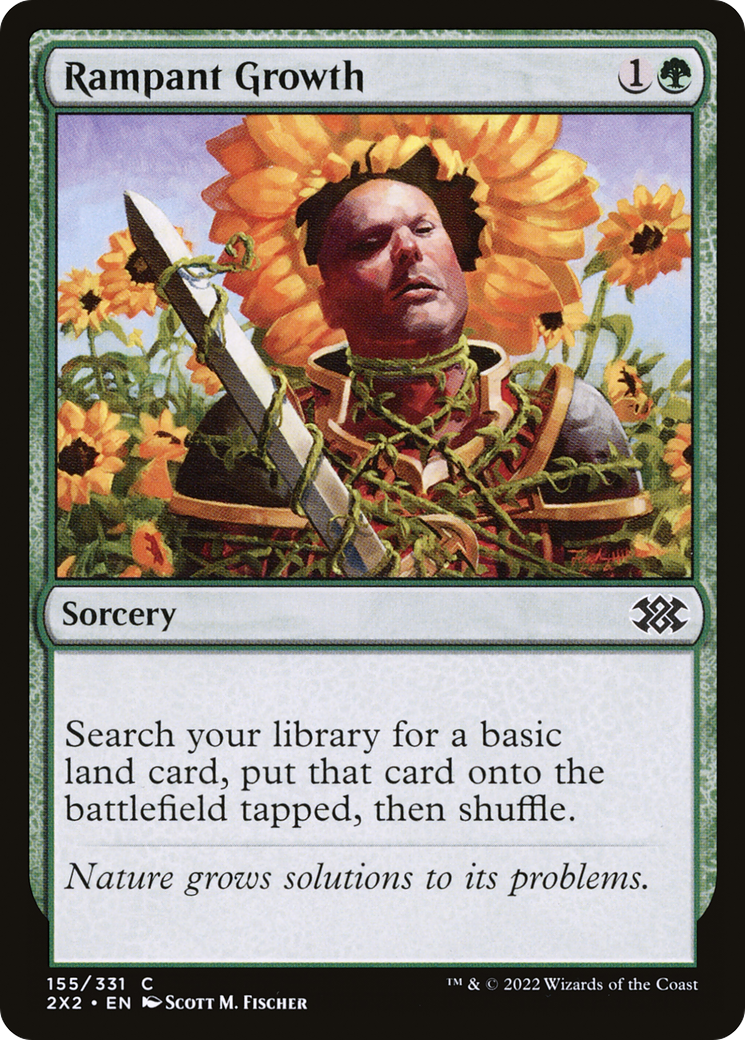 Rampant Growth 1
Sorcery
Search your library for a basic
land card, put that card onto the
battlefield tapped, then shuffle.
Nature grows solutions to its problems.
155/331 C
2X2 • EN Scott M. Fischer
™ & © 2022 Wizards of the Coast